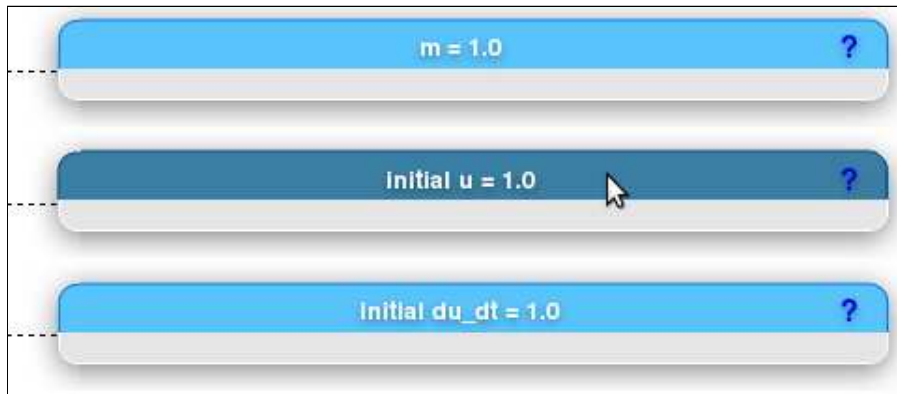 m = 1.0 ?
initial u = 1.0 ?
initial du_dt = 1.0 ?